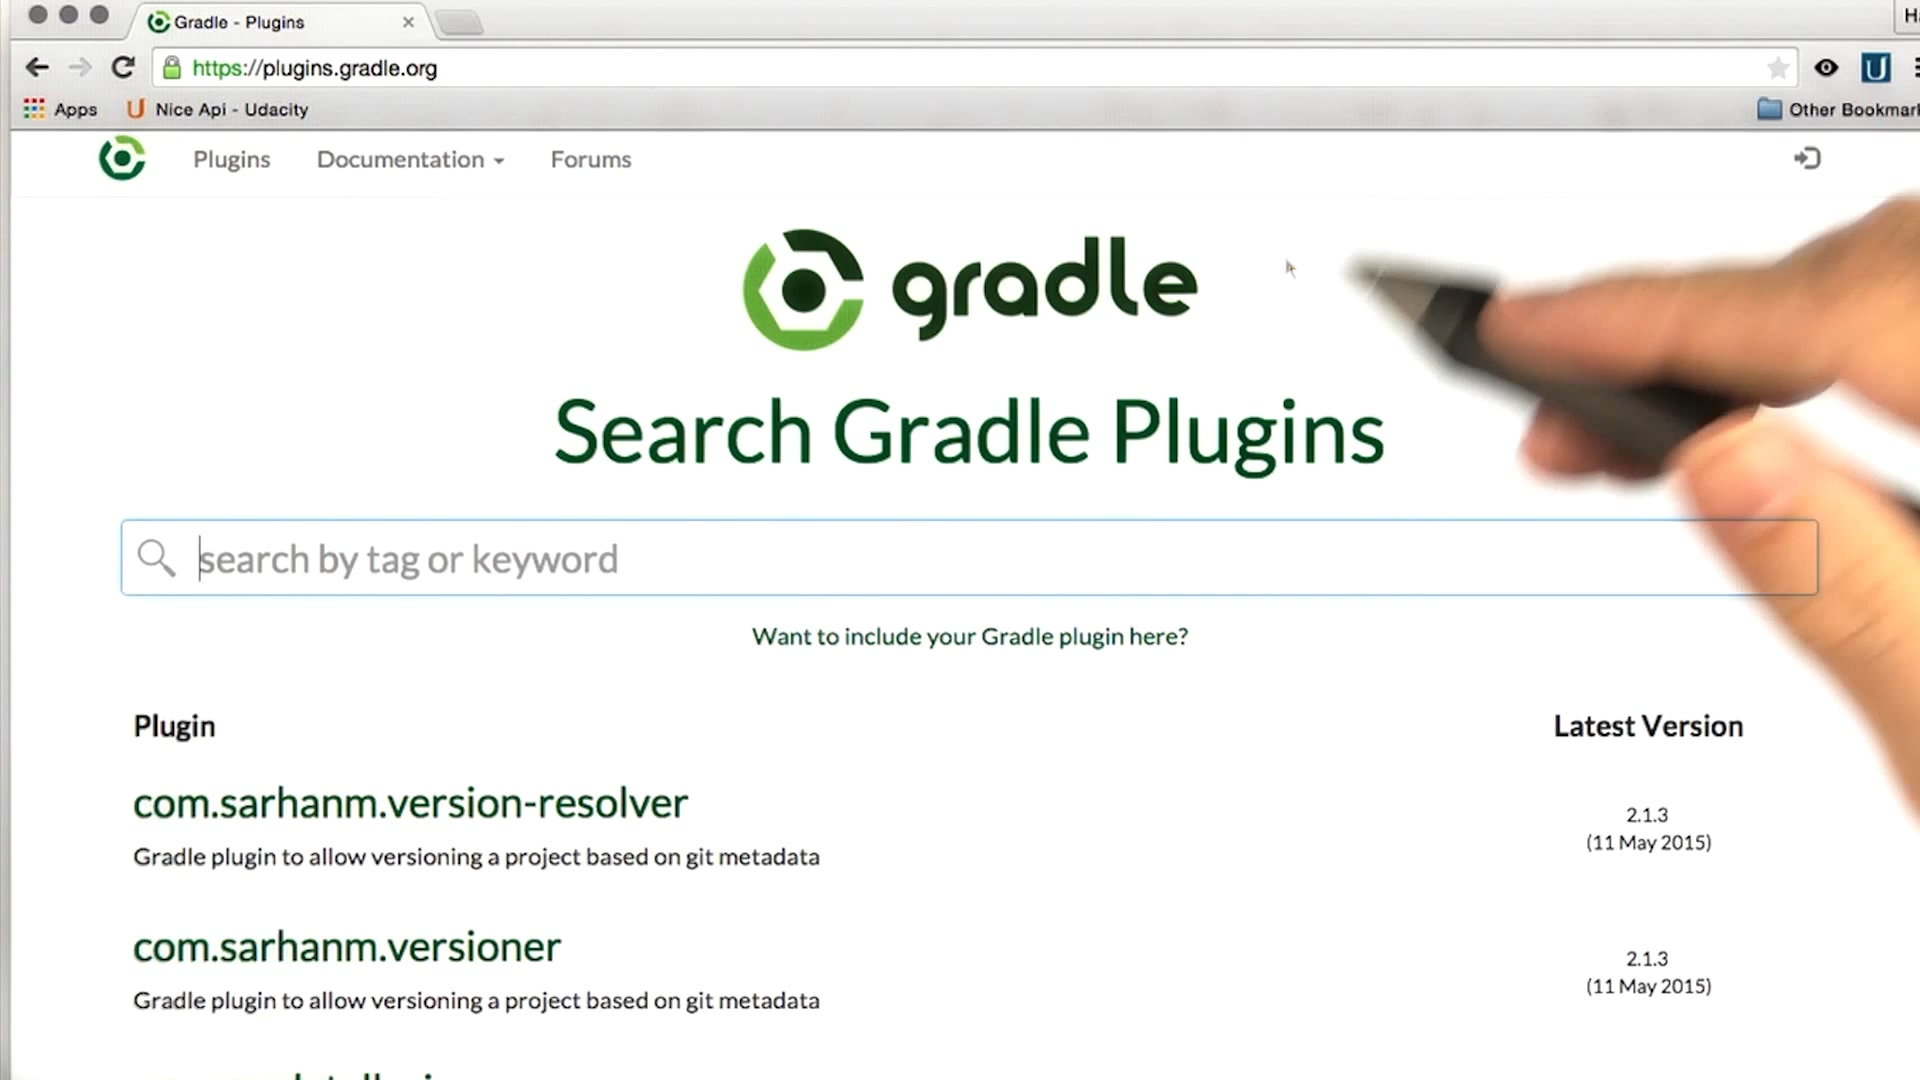 Gradle - Plugins
https://plugins.gradle.org
Apps
Nice Api - Udacity
Plugins
Documentation
Forums
gradle
Search Gradle Plugins
search by tag or keyword
Want to include your Gradle plugin here?
Plugin
Latest Version
com.sarhanm.version-resolver
2.1.3
(11 May 2015)
Gradle plugin to allow versioning a project based on git metadata
com.sarhanm.versioner
2.1.3
(11 May 2015)
Gradle plugin to allow versioning a project based on git metadata